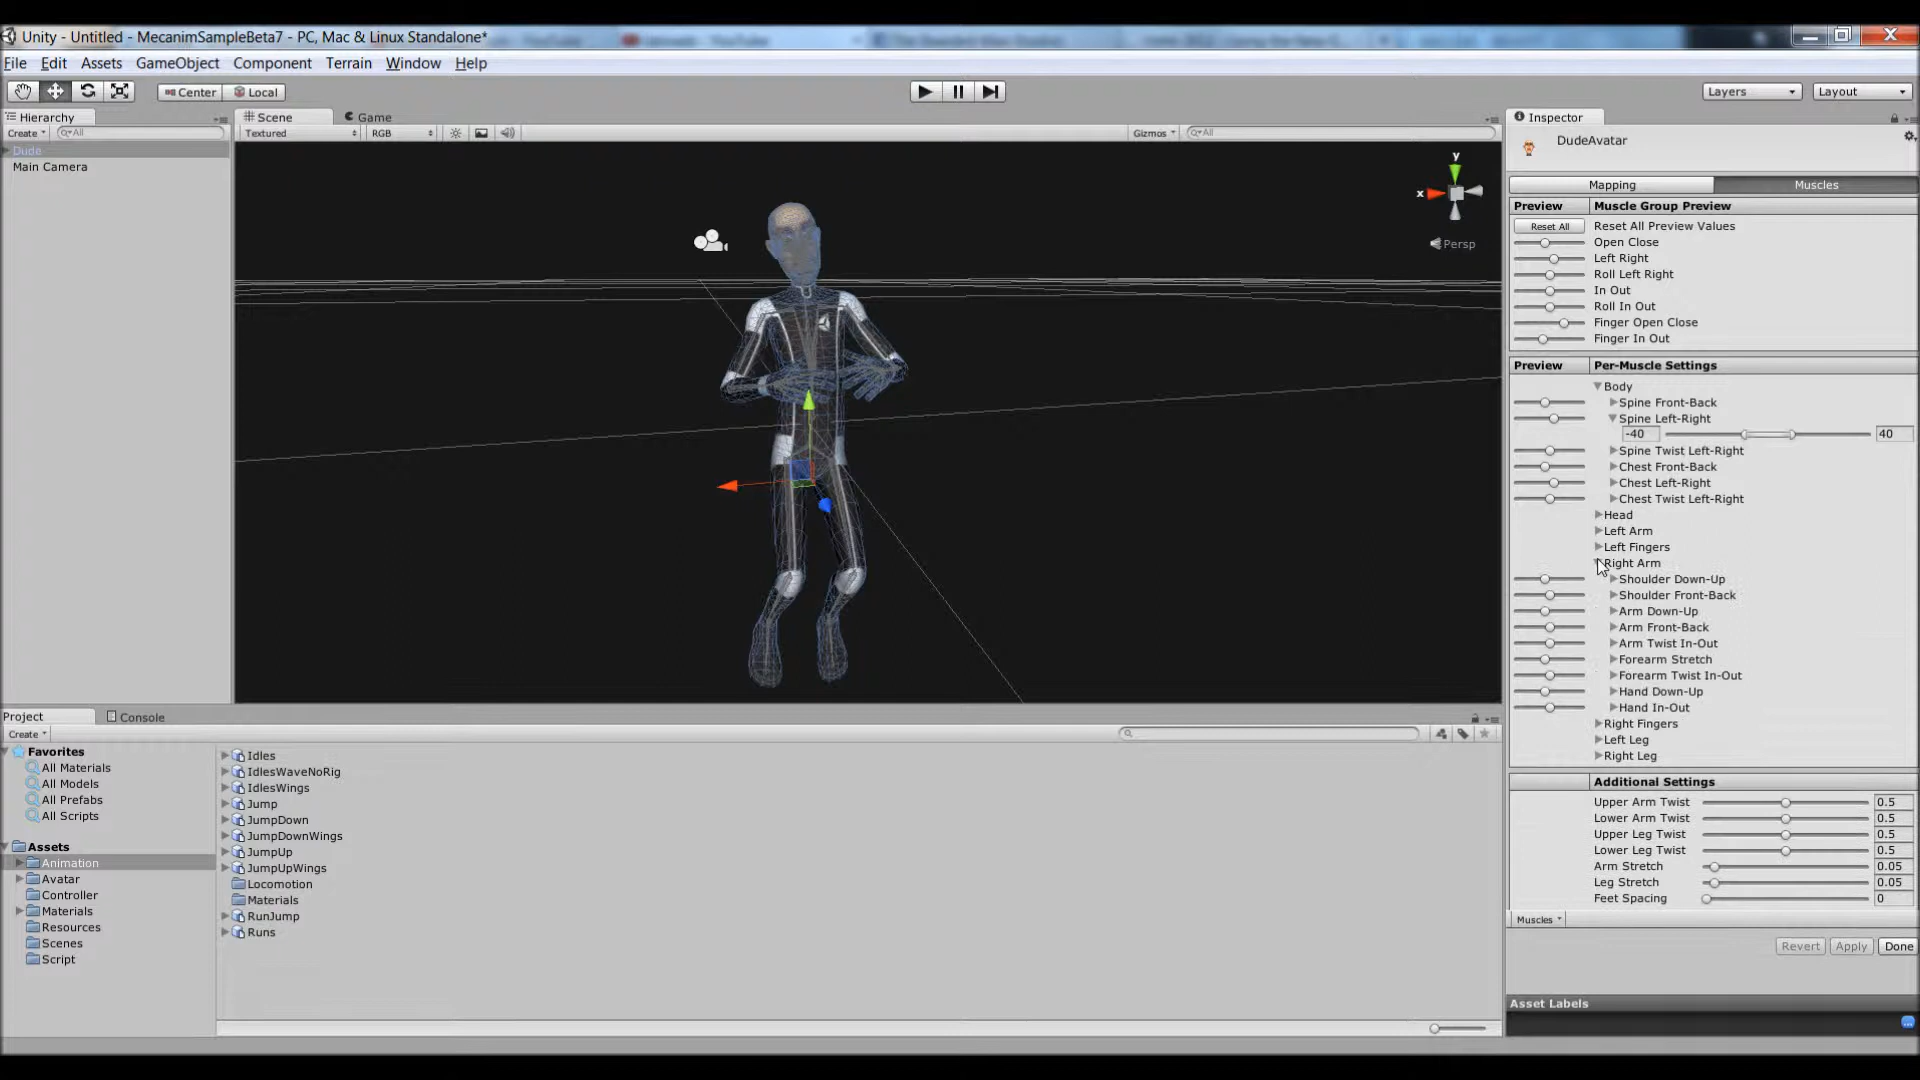 Unity - Untitled - MecanimSampleBeta7 - PC, Mac & Linux Standalone*
File Edit Assets GameObject Component Terrain Window Help
Center Local Layers Layout
Hierarchy
Create All
Dude
Main Camera
Scene Game
Textured RGB Gizmos All
y
x
Persp
Inspector
DudeAvatar
Mapping Muscles
Preview Muscle Group Preview
Reset All Reset All Preview Values
Open Close
Left Right
Roll Left Right
In Out
Roll In Out
Finger Open Close
Finger In Out
Preview Per-Muscle Settings
Body
Spine Front-Back
Spine Left-Right
-40 40
Spine Twist Left-Right
Chest Front-Back
Chest Left-Right
Chest Twist Left-Right
Head
Left Arm
Left Fingers
Right Arm
Shoulder Down-Up
Shoulder Front-Back
Arm Down-Up
Arm Front-Back
Arm Twist In-Out
Forearm Stretch
Forearm Twist In-Out
Hand Down-Up
Hand In-Out
Right Fingers
Left Leg
Right Leg
Additional Settings
Upper Arm Twist 0.5
Lower Arm Twist 0.5
Upper Leg Twist 0.5
Lower Leg Twist 0.5
Arm Stretch 0.05
Leg Stretch 0.05
Feet Spacing 0
Muscles
Revert Apply Done
Asset Labels
Project Console
Create
Favorites
All Materials
All Models
All Prefabs
All Scripts
Assets
Animation
Avatar
Controller
Materials
Resources
Scenes
Script
Idles
IdlesWaveNoRig
IdlesWings
Jump
JumpDown
JumpDownWings
JumpUp
JumpUpWings
Locomotion
Materials
RunJump
Runs